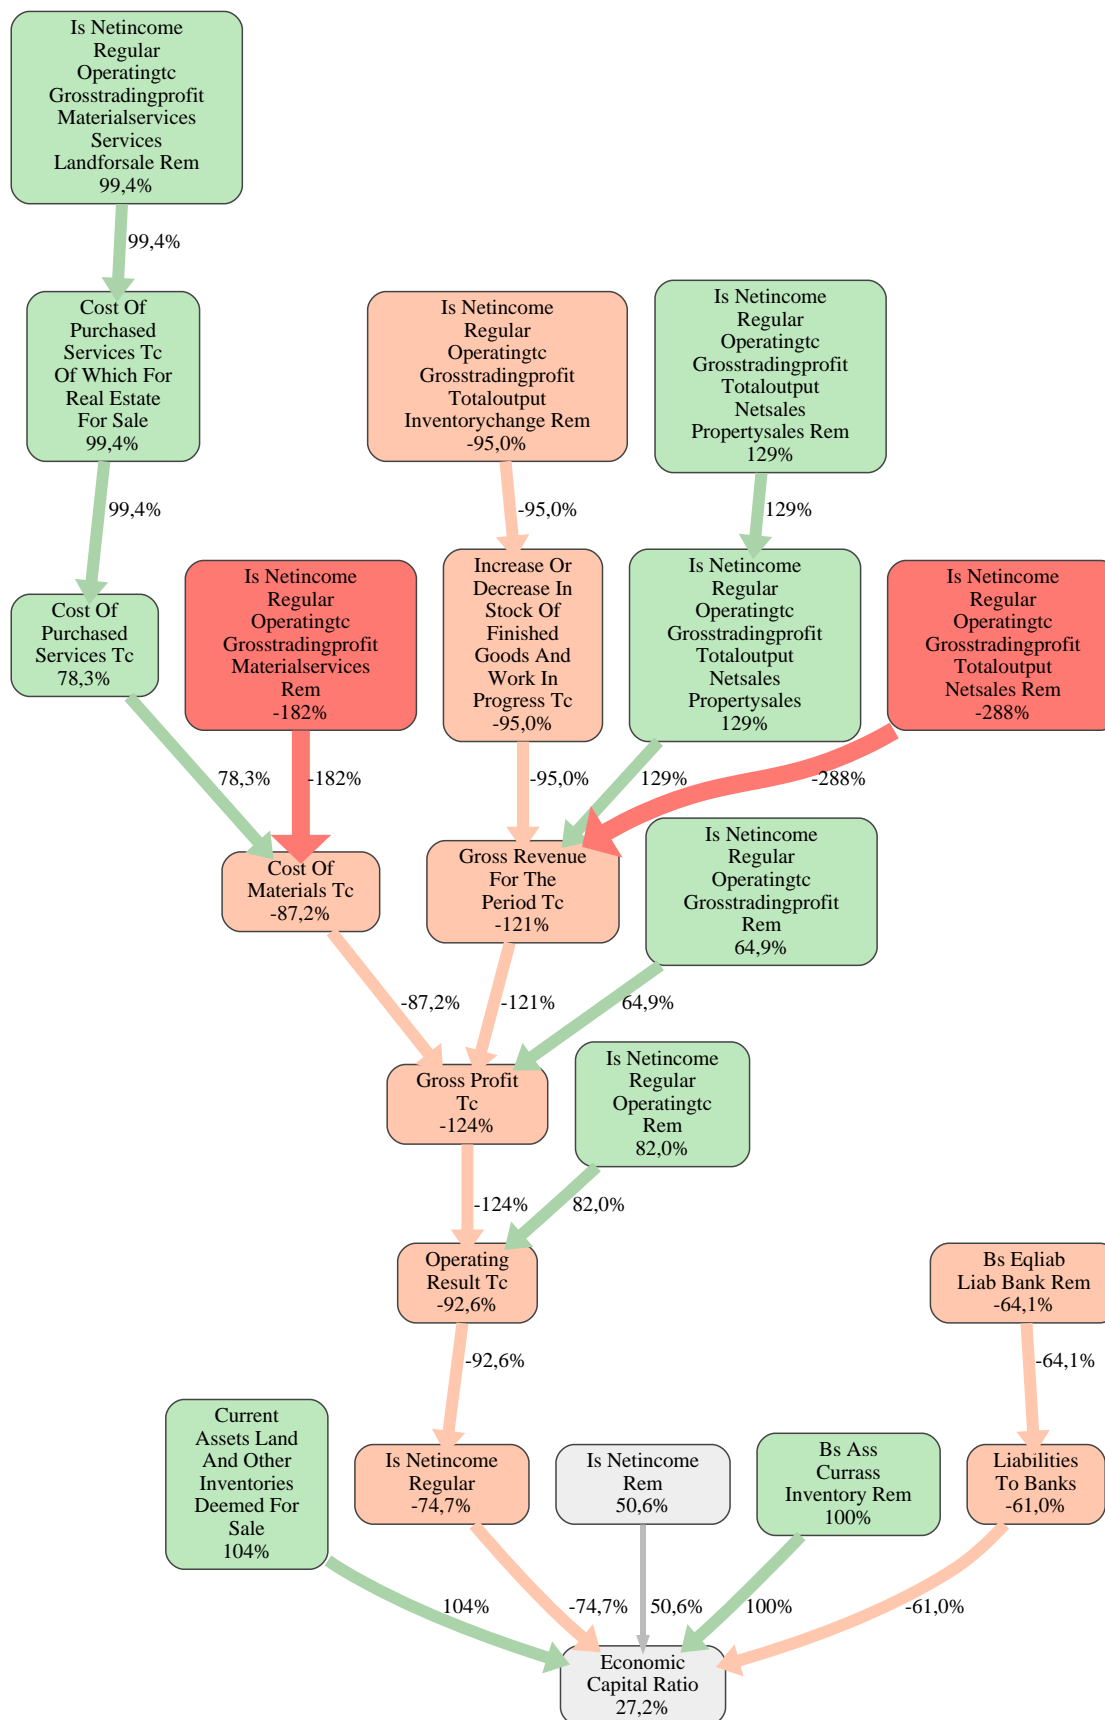 Is Netincome
Regular
Operatingtc
Grosstradingprofit
Materialservices
Services
Landforsale Rem
99,4%
99,4%
Cost Of
Purchased
Services Tc
Of Which For
Real Estate
For Sale
99,4%
Is Netincome
Regular
Operatingtc
Grosstradingprofit
Totaloutput
Inventorychange Rem
-95,0%
Is Netincome
Regular
Operatingtc
Grosstradingprofit
Totaloutput
Netsales
Propertysales Rem
129%
99,4%
-95,0%
129%
Cost Of
Purchased
Services Tc
78,3%
Is Netincome
Regular
Operatingtc
Grosstradingprofit
Materialservices
Rem
-182%
Increase Or
Decrease In
Stock Of
Finished
Goods And
Work In
Progress Tc
-95,0%
Is Netincome
Regular
Operatingtc
Grosstradingprofit
Totaloutput
Netsales
Propertysales
129%
Is Netincome
Regular
Operatingtc
Grosstradingprofit
Totaloutput
Netsales Rem
-288%
78,3%
-182%
-95,0%
129%
-288%
Cost Of
Materials Tc
-87,2%
Gross Revenue
For The
Period Tc
-121%
Is Netincome
Regular
Operatingtc
Grosstradingprofit
Rem
64,9%
-87,2%
-121%
64,9%
Gross Profit
Tc
-124%
Is Netincome
Regular
Operatingtc
Rem
82,0%
-124%
82,0%
Operating
Result Tc
-92,6%
Bs Eqliab
Liab Bank Rem
-64,1%
-92,6%
-64,1%
Current
Assets Land
And Other
Inventories
Deemed For
Sale
104%
Is Netincome
Regular
-74,7%
Is Netincome
Rem
50,6%
Bs Ass
Currass
Inventory Rem
100%
Liabilities
To Banks
-61,0%
104%
-74,7%
50,6%
100%
-61,0%
Economic
Capital Ratio
27,2%